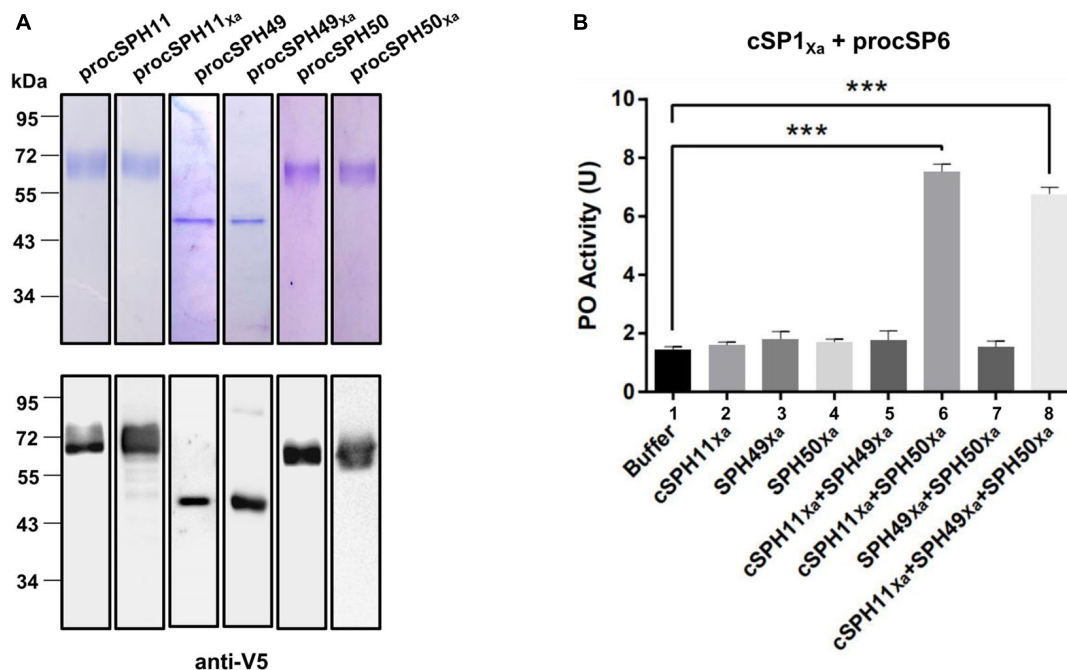 A
procSPH11
procSPH11Xa
procSPH49
procSPH49Xa
procSPH50
procSPH50Xa
kDa
95
72
55
43
34
95
72
55
43
34
anti-V5
B
cSP1Xa + procSP6
***
***
PO Activity (U)
10
8
6
4
2
0
1 2 3 4 5 6 7 8
Buffer
cSPH11Xa
SPH49Xa
SPH50Xa
cSPH11Xa+SPH49Xa
cSPH11Xa+SPH50Xa
SPH49Xa+SPH50Xa
cSPH11Xa+SPH49Xa+SPH50Xa